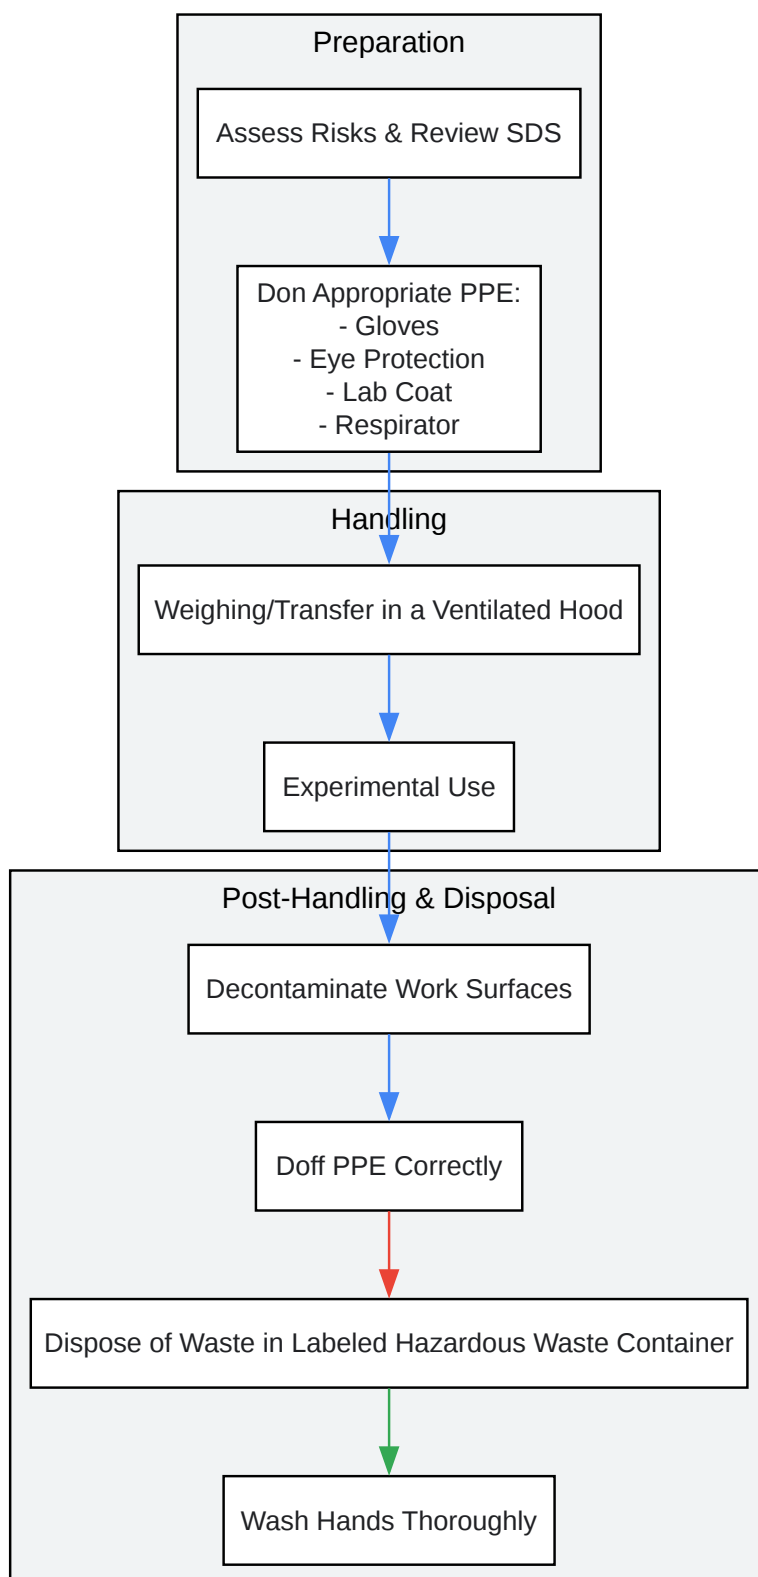 Preparation
Assess Risks & Review SDS
Don Appropriate PPE:
- Gloves
- Eye Protection
- Lab Coat
- Respirator
Handling
Weighing/Transfer in a Ventilated Hood
Experimental Use
Post-Handling & Disposal
Decontaminate Work Surfaces
Doff PPE Correctly
Dispose of Waste in Labeled Hazardous Waste Container
Wash Hands Thoroughly